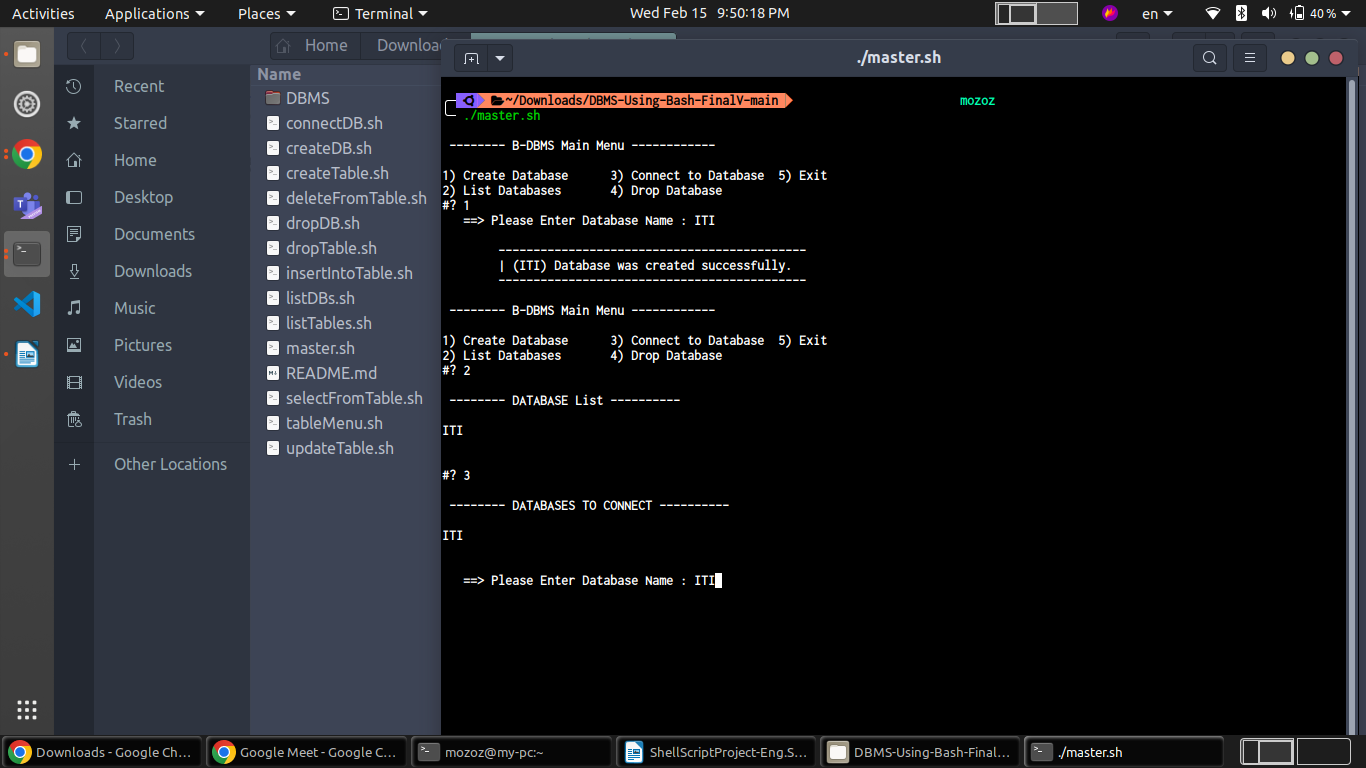 Activities Applications Places Terminal Wed Feb 15 9:50:18 PM en 40 %
Home Downloa
./master.sh
Recent
Starred
Home
Desktop
Documents
Downloads
Music
Pictures
Videos
Trash
Other Locations
Name
DBMS
connectDB.sh
createDB.sh
createTable.sh
deleteFromTable.sh
dropDB.sh
dropTable.sh
insertIntoTable.sh
listDBs.sh
listTables.sh
master.sh
README.md
selectFromTable.sh
tableMenu.sh
updateTable.sh
~/Downloads/DBMS-Using-Bash-FinalV-main mozoz
./master.sh
-------- B-DBMS Main Menu ------------
1) Create Database 3) Connect to Database 5) Exit
2) List Databases 4) Drop Database
#? 1
==> Please Enter Database Name : ITI
--------------------------------------------
| (ITI) Database was created successfully.
--------------------------------------------
-------- B-DBMS Main Menu ------------
1) Create Database 3) Connect to Database 5) Exit
2) List Databases 4) Drop Database
#? 2
-------- DATABASE List ----------
ITI
#? 3
-------- DATABASES TO CONNECT ----------
ITI
==> Please Enter Database Name : ITI
Downloads - Google Ch... Google Meet - Google C... mozoz@my-pc:~ ShellScriptProject-Eng.S... DBMS-Using-Bash-Final... ./master.sh